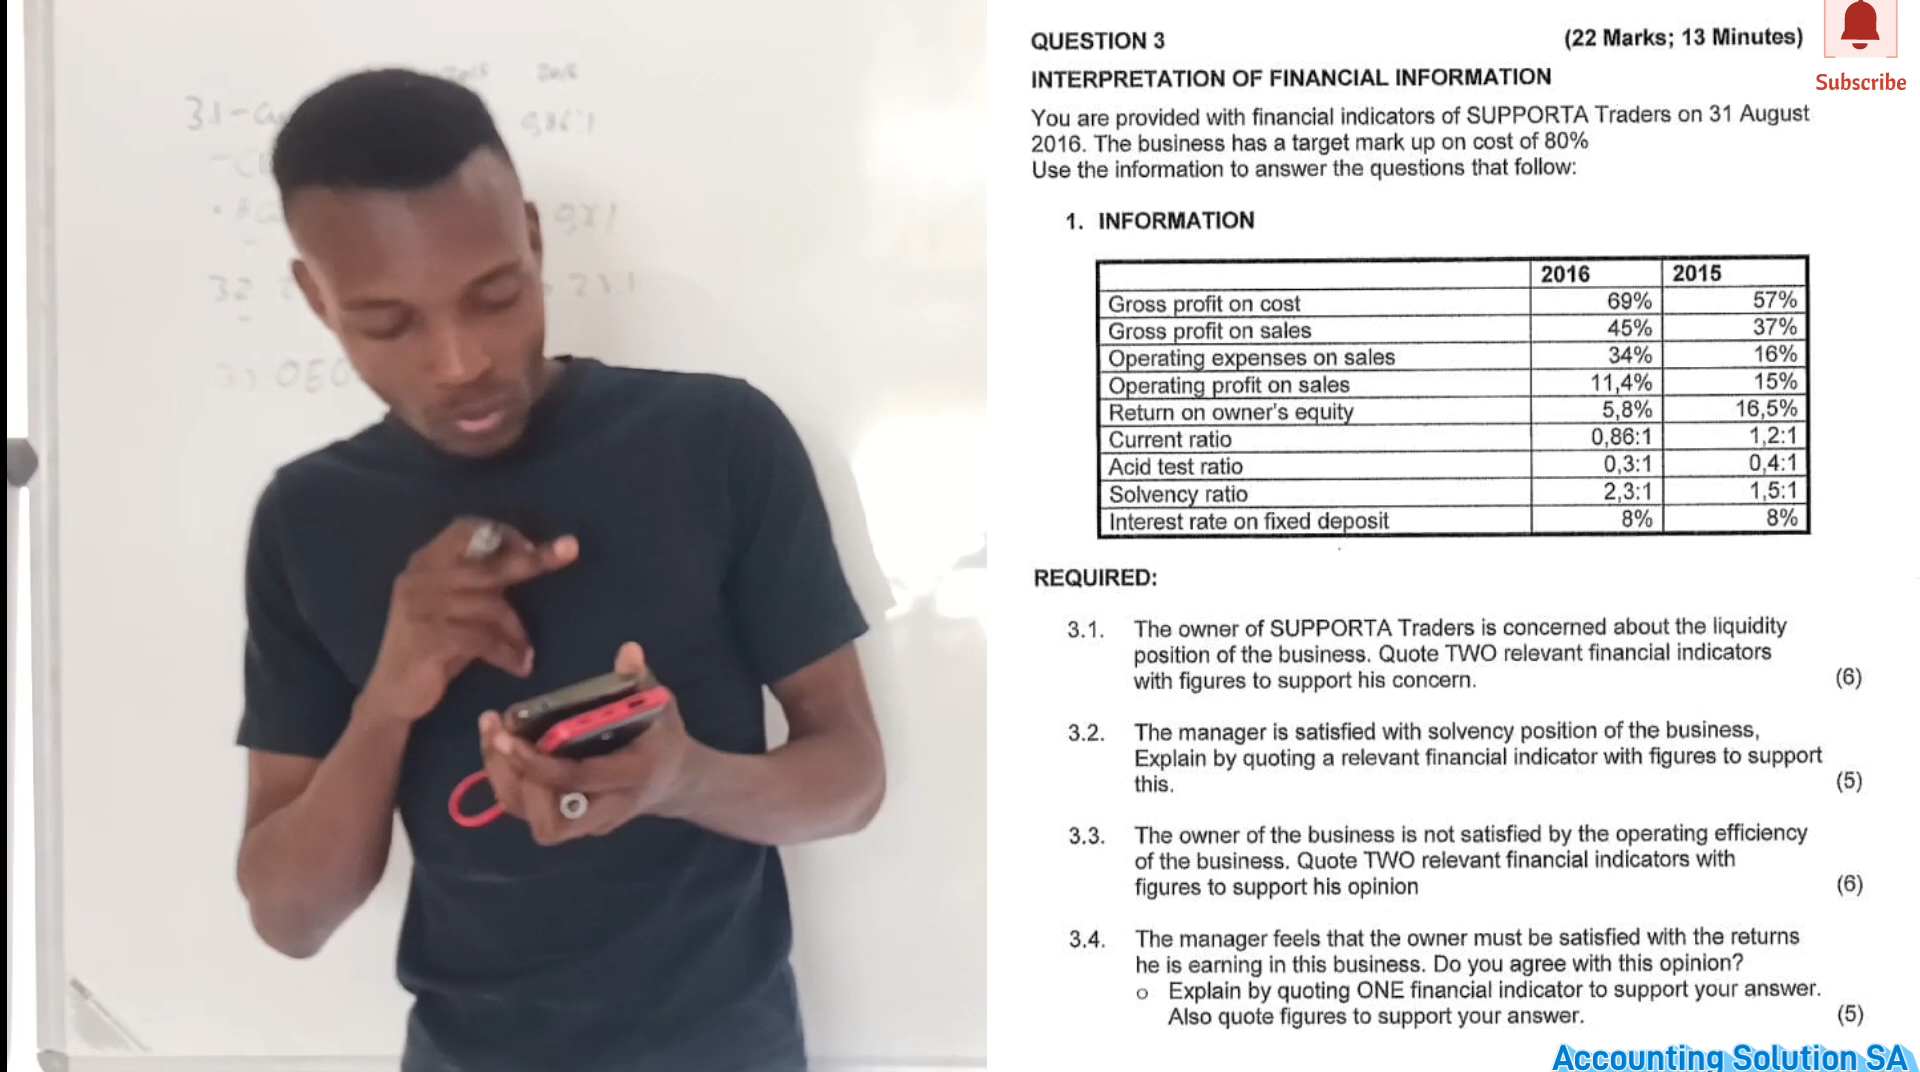 2016
31-
0,86:1
32
33 OEO
QUESTION 3 (22 Marks; 13 Minutes)
Subscribe
INTERPRETATION OF FINANCIAL INFORMATION
You are provided with financial indicators of SUPPORTA Traders on 31 August
2016. The business has a target mark up on cost of 80%
Use the information to answer the questions that follow:
1. INFORMATION
2016 2015
Gross profit on cost 69% 57%
Gross profit on sales 45% 37%
Operating expenses on sales 34% 16%
Operating profit on sales 11,4% 15%
Return on owner's equity 5,8% 16,5%
Current ratio 0,86:1 1,2:1
Acid test ratio 0,3:1 0,4:1
Solvency ratio 2,3:1 1,5:1
Interest rate on fixed deposit 8% 8%
REQUIRED:
3.1. The owner of SUPPORTA Traders is concerned about the liquidity
position of the business. Quote TWO relevant financial indicators
with figures to support his concern. (6)
3.2. The manager is satisfied with solvency position of the business,
Explain by quoting a relevant financial indicator with figures to support
this. (5)
3.3. The owner of the business is not satisfied by the operating efficiency
of the business. Quote TWO relevant financial indicators with
figures to support his opinion (6)
3.4. The manager feels that the owner must be satisfied with the returns
he is earning in this business. Do you agree with this opinion?
o Explain by quoting ONE financial indicator to support your answer.
Also quote figures to support your answer. (5)
Accounting Solution SA